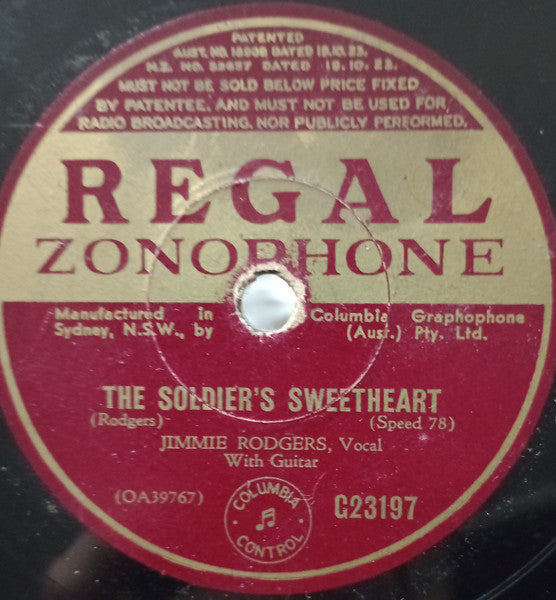 PATENTED
AUST. NO. 18908 DATED 19.10.23.
N.Z. NO. 52657 DATED 19.10.23.
MUST NOT BE SOLD BELOW PRICE FIXED
BY PATENTEE. AND MUST NOT BE USED FOR
RADIO BROADCASTING, NOR PUBLICLY PERFORMED.
REGAL
ZONOPHONE
Manufactured in Columbia Graphophone
Sydney, N.S.W., by (Aust.) Pty. Ltd.
THE SOLDIER'S SWEETHEART
(Rodgers) (Speed 78)
JIMMIE RODGERS, Vocal
With Guitar
(OA39767) COLUMBIA CONTROL G23197